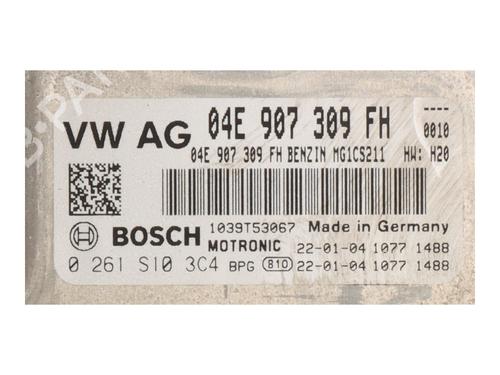 VW AG 04E 907 309 FH ----
0010
04E 907 309 FH BENZIN MG1CS211 HW: H20
1039T53067 Made in Germany
BOSCH MOTRONIC 22-01-04 1077 1488
0 261 S10 3C4 BPG 810 22-01-04 1077 1488